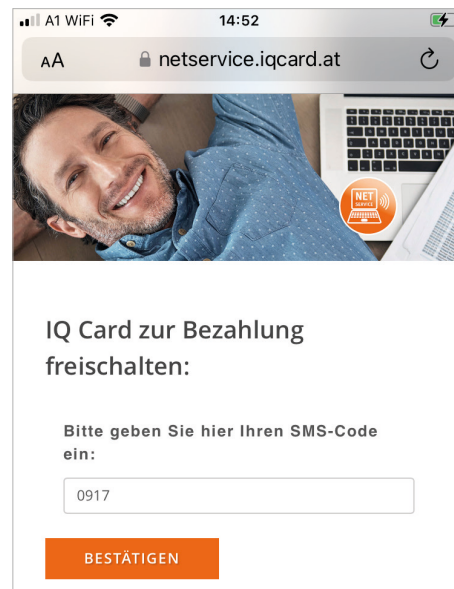 A1 WiFi 14:52
AA netservice.iqcard.at
NET
SERVICE
IQ Card zur Bezahlung
freischalten:
Bitte geben Sie hier Ihren SMS-Code
ein:
0917
BESTÄTIGEN